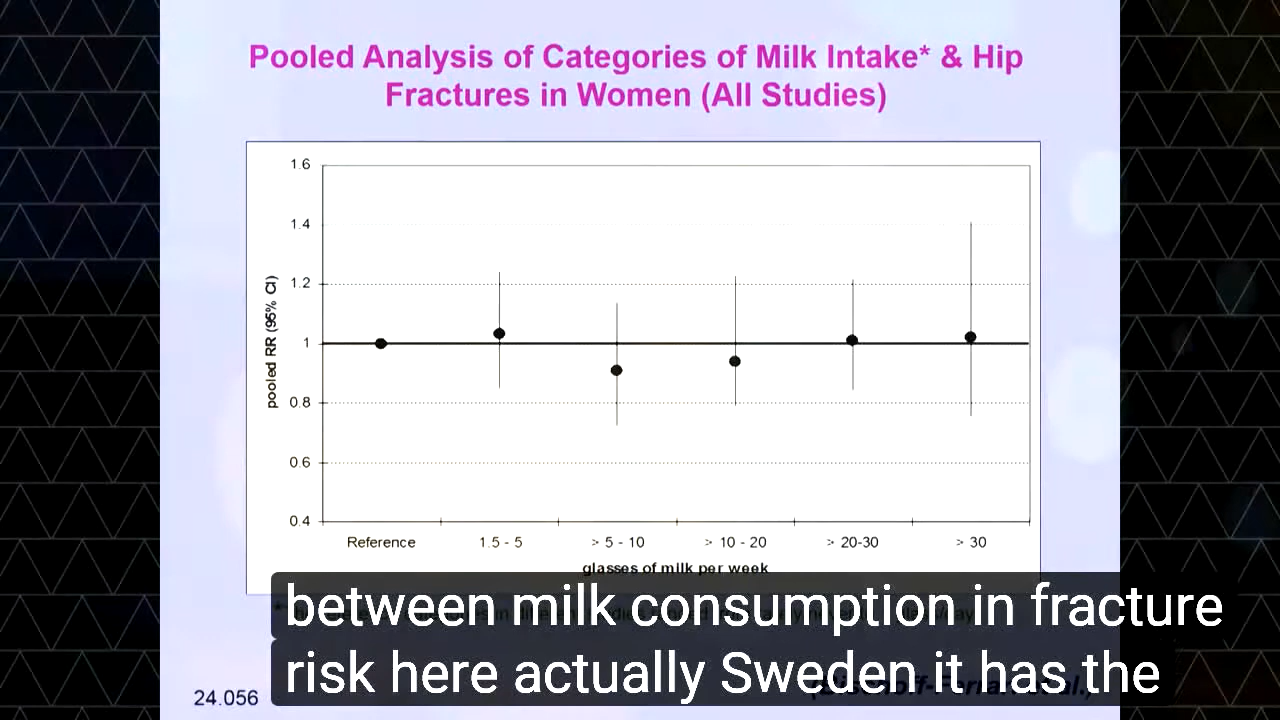 Pooled Analysis of Categories of Milk Intake* & Hip
Fractures in Women (All Studies)
1.6
1.4
1.2
1
0.8
0.6
0.4
pooled RR (95% CI)
Reference 1.5 - 5 > 5 - 10 > 10 - 20 > 20-30 > 30
glasses of milk per week
between milk consumption in fracture
risk here actually Sweden it has the
24.056